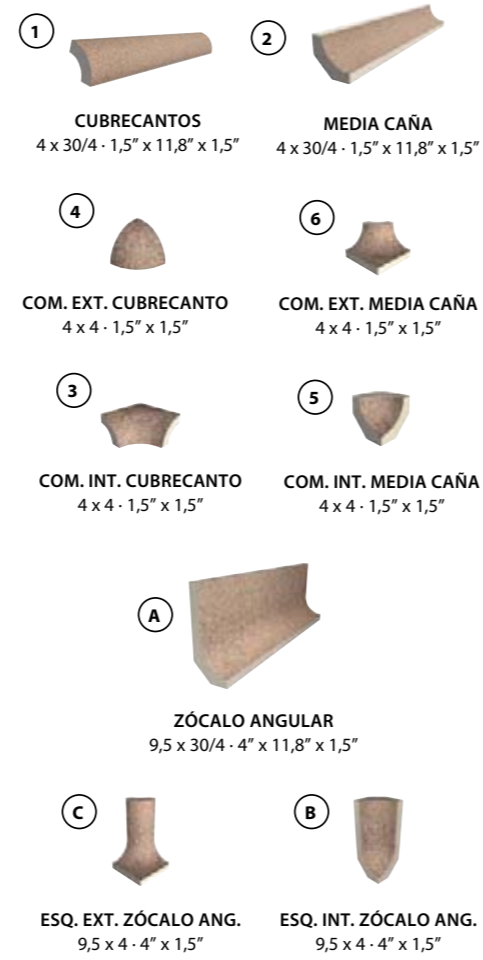 1
2
CUBRECANTOS
4 x 30/4 · 1,5” x 11,8” x 1,5”
MEDIA CAÑA
4 x 30/4 · 1,5” x 11,8” x 1,5”
4
6
COM. EXT. CUBRECANTO
4 x 4 · 1,5” x 1,5”
COM. EXT. MEDIA CAÑA
4 x 4 · 1,5” x 1,5”
3
5
COM. INT. CUBRECANTO
4 x 4 · 1,5” x 1,5”
COM. INT. MEDIA CAÑA
4 x 4 · 1,5” x 1,5”
A
ZÓCALO ANGULAR
9,5 x 30/4 · 4” x 11,8” x 1,5”
C
B
ESQ. EXT. ZÓCALO ANG.
9,5 x 4 · 4” x 1,5”
ESQ. INT. ZÓCALO ANG.
9,5 x 4 · 4” x 1,5”